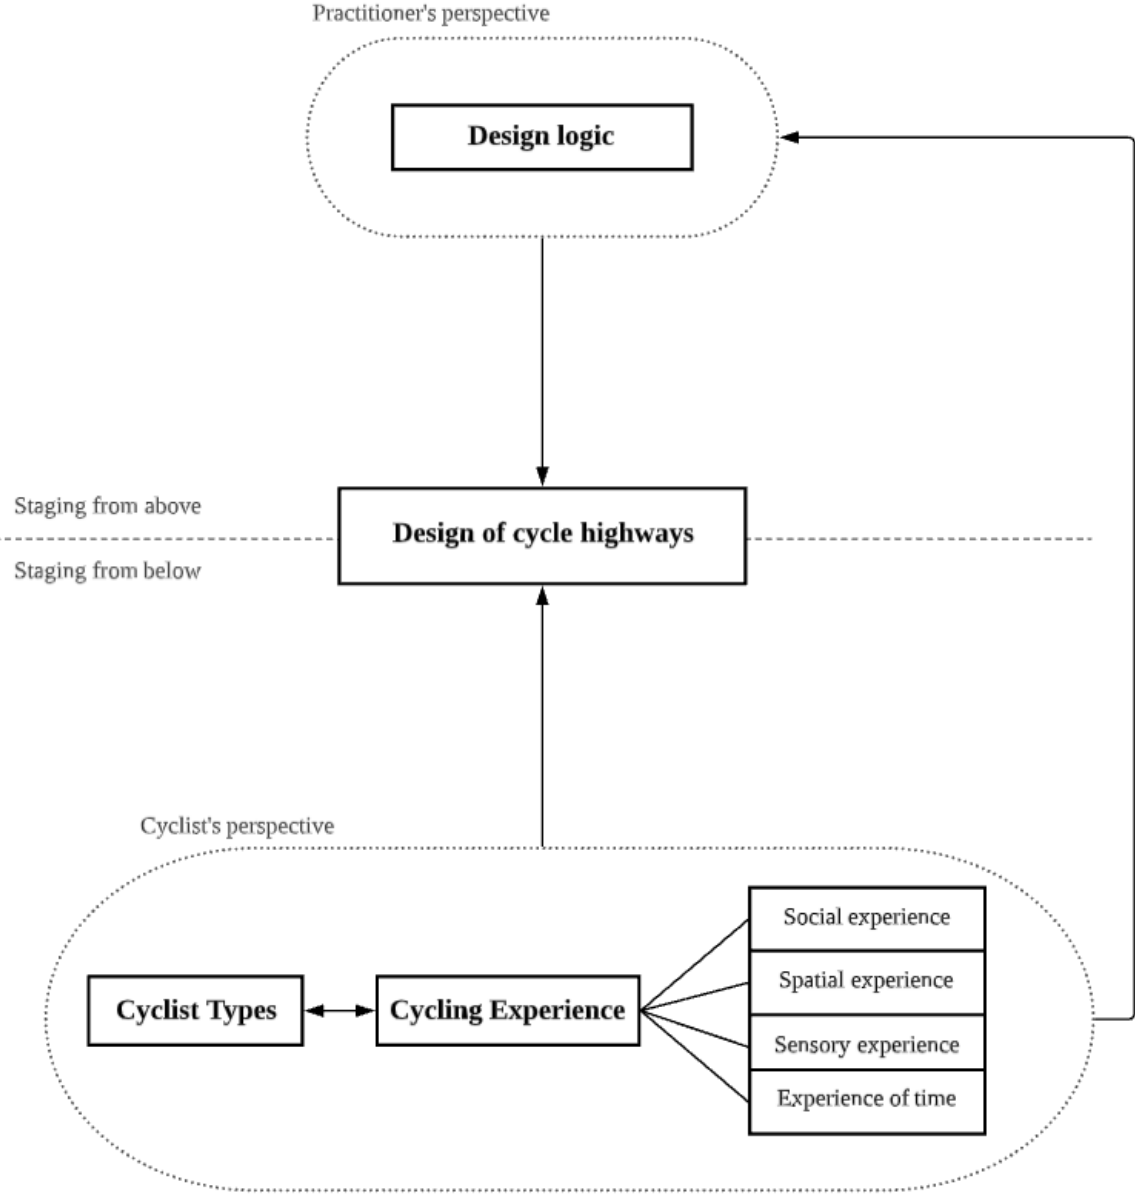 Practitioner's perspective
Design logic
Staging from above
Design of cycle highways
Staging from below
Cyclist's perspective
Social experience
Spatial experience
Cyclist Types
Cycling Experience
Sensory experience
Experience of time